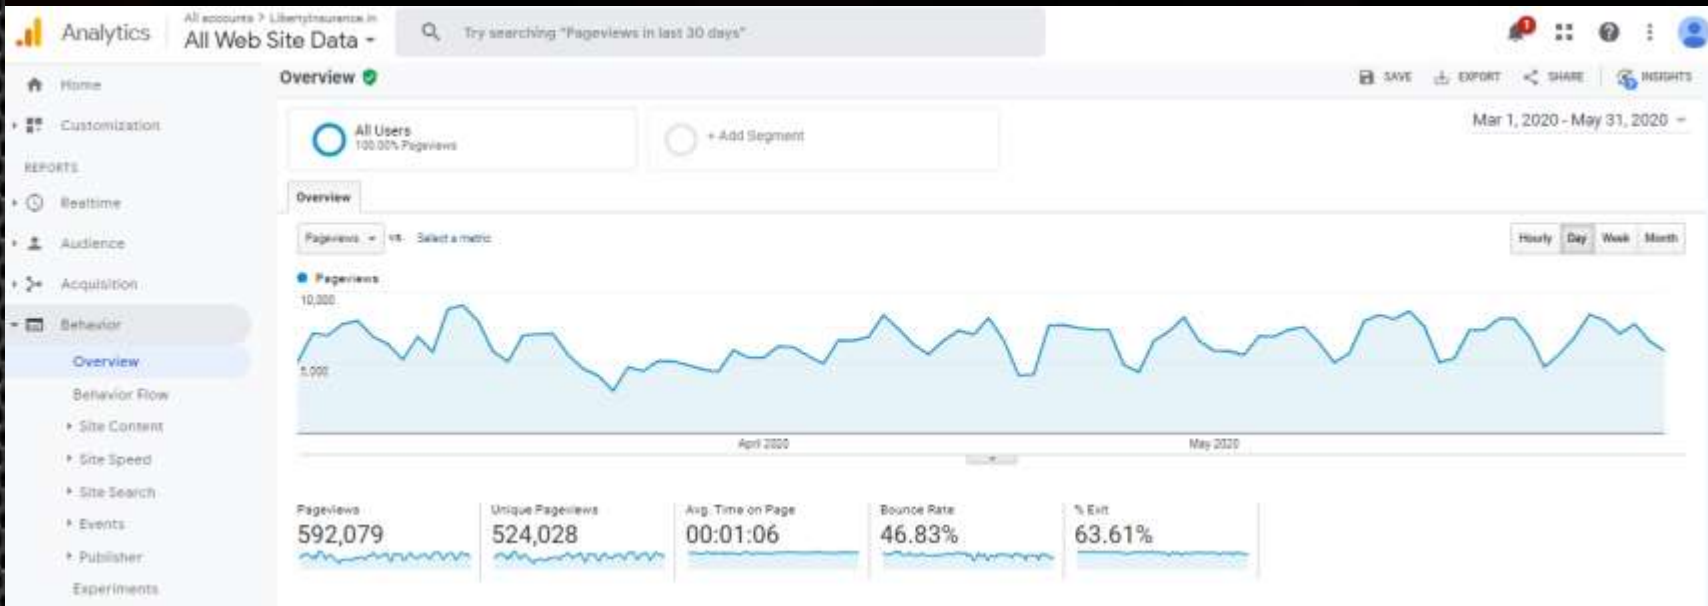 Analytics
All accounts > LibertyInsurance.in
All Web Site Data
Try searching "Pageviews in last 30 days"
1
Home
Customization
REPORTS
Realtime
Audience
Acquisition
Behavior
Overview
Behavior Flow
Site Content
Site Speed
Site Search
Events
Publisher
Experiments
Overview
SAVE
EXPORT
SHARE
INSIGHTS
All Users
100.00% Pageviews
+ Add Segment
Mar 1, 2020 - May 31, 2020
Overview
Pageviews vs. Select a metric
Hourly Day Week Month
Pageviews
10,000
5,000
April 2020 May 2020
Pageviews
592,079
Unique Pageviews
524,028
Avg. Time on Page
00:01:06
Bounce Rate
46.83%
% Exit
63.61%